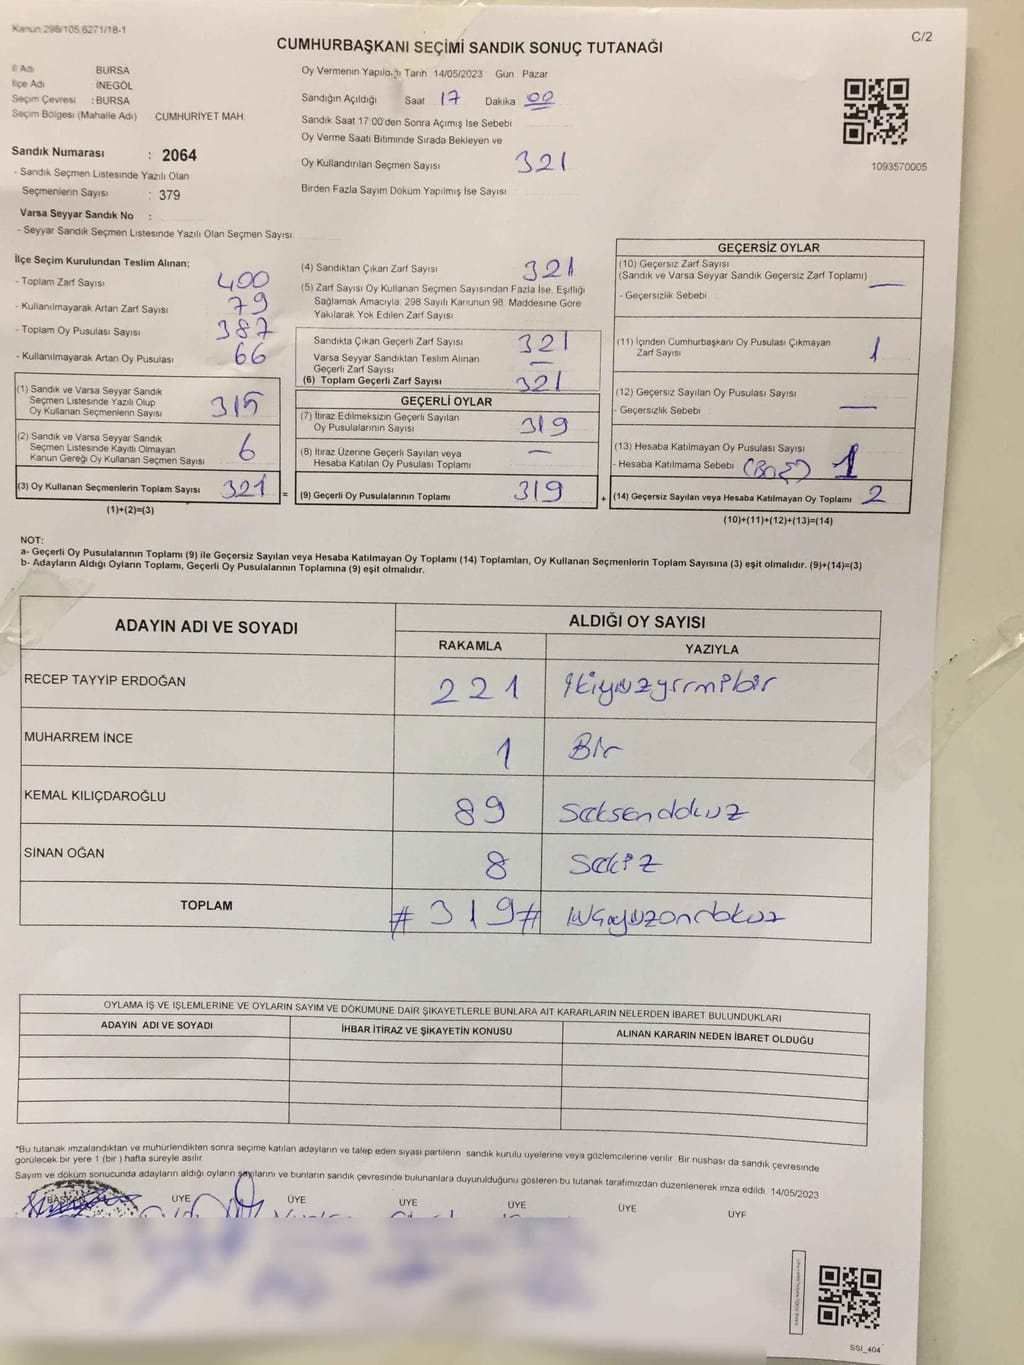 Kanun:298/105,6271/18-1
C/2
CUMHURBAŞKANI SEÇİMİ SANDIK SONUÇ TUTANAĞI
İl Adı BURSA
İlçe Adı İNEGÖL
Seçim Çevresi : BURSA
Seçim Bölgesi (Mahalle Adı) CUMHURİYET MAH.
Sandık Numarası : 2064
- Sandık Seçmen Listesinde Yazılı Olan
Seçmenlerin Sayısı : 379
Varsa Seyyar Sandık No :
- Seyyar Sandık Seçmen Listesinde Yazılı Olan Seçmen Sayısı:
Oy Vermenin Yapıldığı Tarih 14/05/2023 Gün Pazar
Sandığın Açıldığı Saat 17 Dakika 00
Sandık Saat 17:00'den Sonra Açımış İse Sebebi
Oy Verme Saati Bitiminde Sırada Bekleyen ve
Oy Kullandırılan Seçmen Sayısı 321
Birden Fazla Sayım Döküm Yapılmış İse Sayısı
1093570005
İlçe Seçim Kurulundan Teslim Alınan;
- Toplam Zarf Sayısı 400
- Kullanılmayarak Artan Zarf Sayısı 79
- Toplam Oy Pusulası Sayısı 387
- Kullanılmayarak Artan Oy Pusulası 66
(1) Sandık ve Varsa Seyyar Sandık
Seçmen Listesinde Yazılı Olup
Oy Kullanan Seçmenlerin Sayısı 315
(2) Sandık ve Varsa Seyyar Sandık
Seçmen Listesinde Kayıtlı Olmayan
Kanun Gereği Oy Kullanan Seçmen Sayısı 6
(3) Oy Kullanan Seçmenlerin Toplam Sayısı 321 =
(1)+(2)=(3)
(4) Sandıktan Çıkan Zarf Sayısı 321
(5) Zarf Sayısı Oy Kullanan Seçmen Sayısından Fazla İse, Eşitliği
Sağlamak Amacıyla; 298 Sayılı Kanunun 98. Maddesine Göre
Yakılarak Yok Edilen Zarf Sayısı
Sandıkta Çıkan Geçerli Zarf Sayısı 321
Varsa Seyyar Sandıktan Teslim Alınan
Geçerli Zarf Sayısı —
(6) Toplam Geçerli Zarf Sayısı 321
GEÇERLİ OYLAR
(7) İtiraz Edilmeksizin Geçerli Sayılan
Oy Pusulalarının Sayısı 319
(8) İtiraz Üzerine Geçerli Sayılan veya
Hesaba Katılan Oy Pusulası Toplamı —
(9) Geçerli Oy Pusulalarının Toplamı 319 +
GEÇERSİZ OYLAR
(10) Geçersiz Zarf Sayısı
(Sandık ve Varsa Seyyar Sandık Geçersiz Zarf Toplamı) —
- Geçersizlik Sebebi
(11) İçinden Cumhurbaşkanı Oy Pusulası Çıkmayan
Zarf Sayısı 1
(12) Geçersiz Sayılan Oy Pusulası Sayısı
- Geçersizlik Sebebi: —
(13) Hesaba Katılmayan Oy Pusulası Sayısı
- Hesaba Katılmama Sebebi (BOŞ) 1
(14) Geçersiz Sayılan veya Hesaba Katılmayan Oy Toplamı 2
(10)+(11)+(12)+(13)=(14)
NOT:
a- Geçerli Oy Pusulalarının Toplamı (9) ile Geçersiz Sayılan veya Hesaba Katılmayan Oy Toplamı (14) Toplamları, Oy Kullanan Seçmenlerin Toplam Sayısına (3) eşit olmalıdır. (9)+(14)=(3)
b- Adayların Aldığı Oyların Toplamı, Geçerli Oy Pusulalarının Toplamına (9) eşit olmalıdır.
ADAYIN ADI VE SOYADI ALDIĞI OY SAYISI
RAKAMLA YAZIYLA
RECEP TAYYİP ERDOĞAN 221 ikiyüzyirmibir
MUHARREM İNCE 1 Bir
KEMAL KILIÇDAROĞLU 89 seksendokuz
SİNAN OĞAN 8 sekiz
TOPLAM #319# üçyüzondokuz
OYLAMA İŞ VE İŞLEMLERİNE VE OYLARIN SAYIM VE DÖKÜMÜNE DAİR ŞİKAYETLERLE BUNLARA AİT KARARLARIN NELERDEN İBARET BULUNDUKLARI
ADAYIN ADI VE SOYADI İHBAR İTİRAZ VE ŞİKAYETİN KONUSU ALINAN KARARIN NEDEN İBARET OLDUĞU
*Bu tutanak imzalandıktan ve mühürlendikten sonra seçime katılan adayların ve talep eden siyasi partilerin sandık kurulu üyelerine veya gözlemcilerine verilir. Bir nüshası da sandık çevresinde
görülecek bir yere 1 (bir) hafta süreyle asılır.
Sayım ve döküm sonucunda adayların aldığı oyların sayılarını ve bunların sandık çevresinde bulunanlara duyurulduğunu gösteren bu tutanak tarafımızdan düzenlenerek imza edildi. 14/05/2023
BAŞKAN ÜYE ÜYE ÜYE ÜYE ÜYE ÜYE
SSI_404